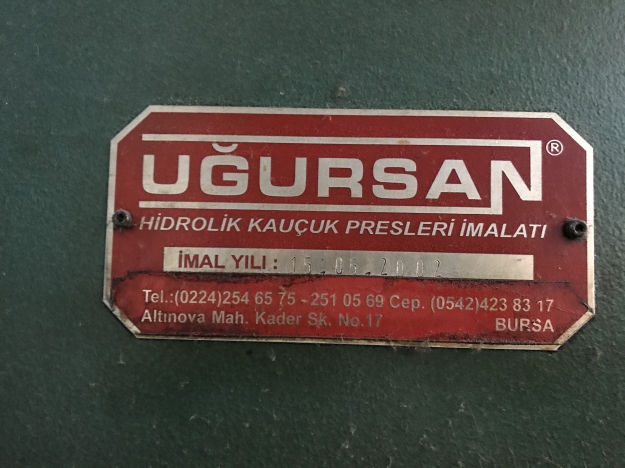 UĞURSAN®
HİDROLİK KAUÇUK PRESLERİ İMALATI
İMAL YILI : 15.05.2002
Tel.:(0224)254 65 75 - 251 05 69 Cep. (0542)423 83 17
Altınova Mah. Kader Sk. No.17 BURSA